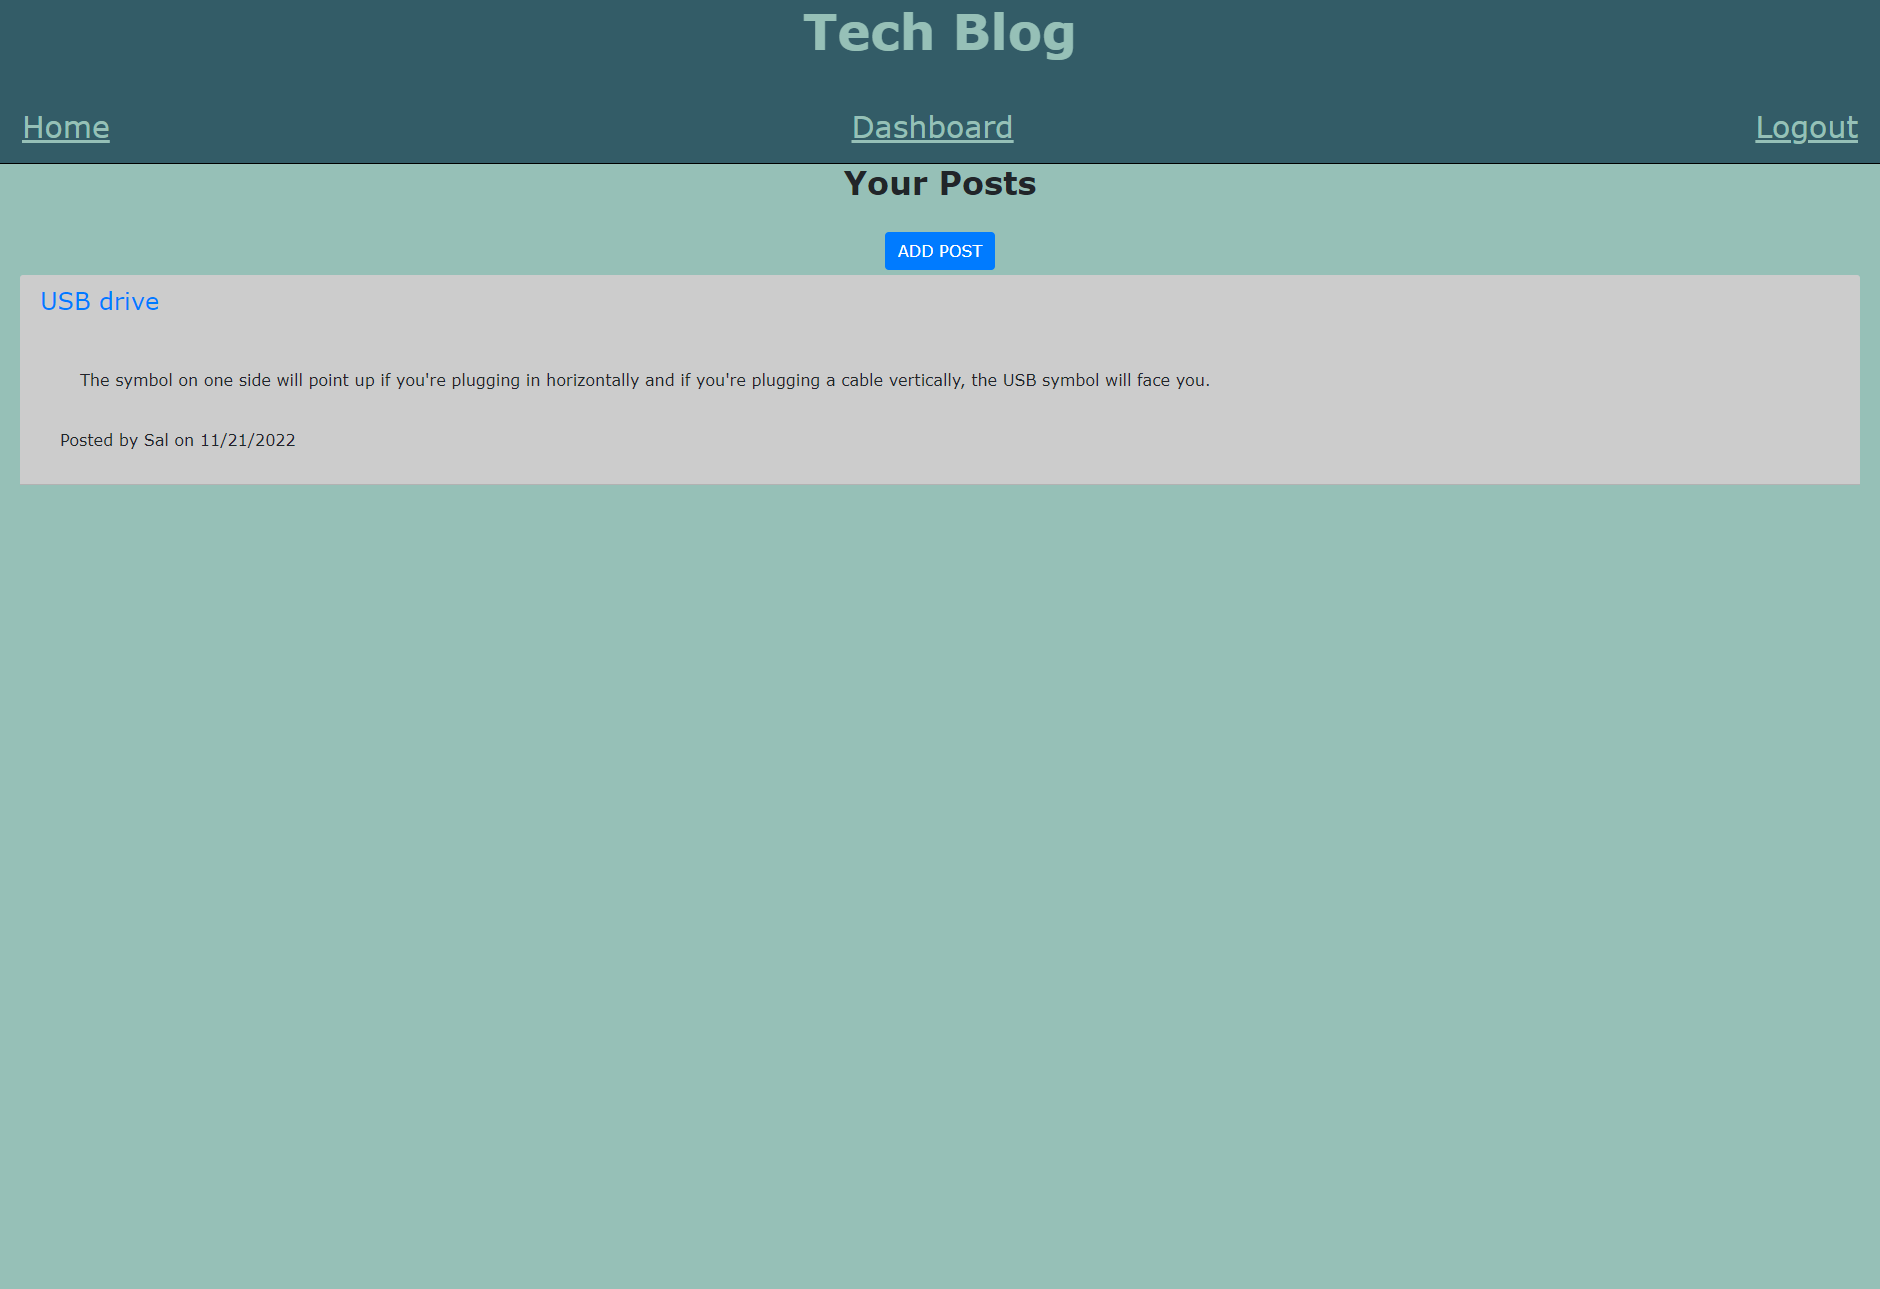 Tech Blog
Home Dashboard Logout
Your Posts
ADD POST
USB drive
The symbol on one side will point up if you're plugging in horizontally and if you're plugging a cable vertically, the USB symbol will face you.
Posted by Sal on 11/21/2022